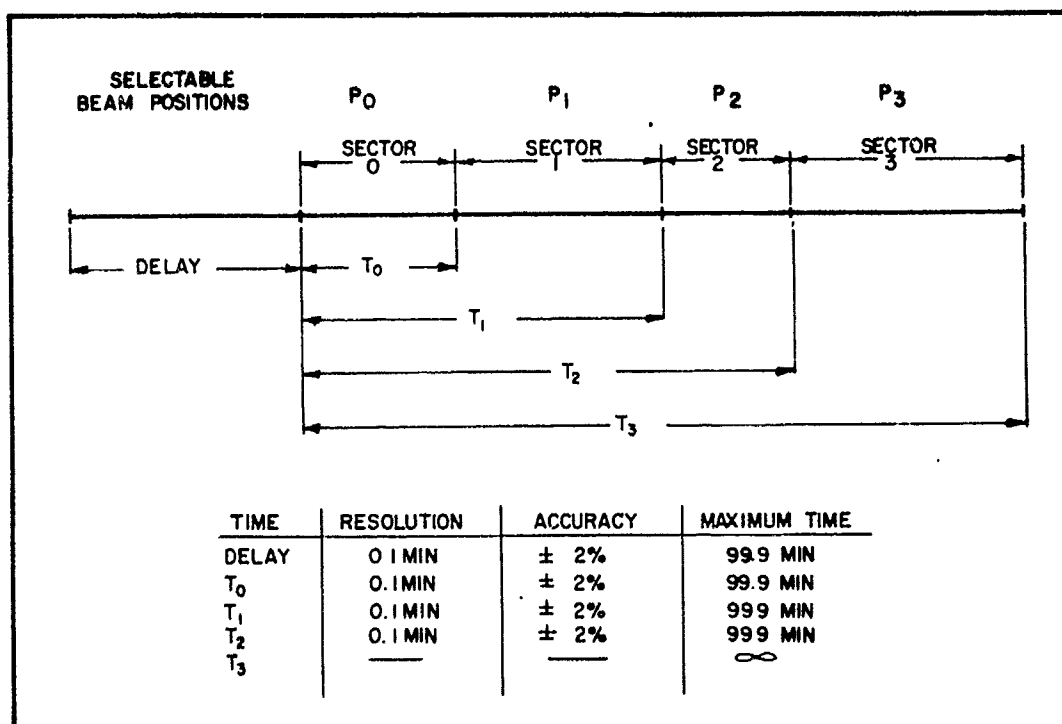 SELECTABLE
BEAM POSITIONS
P0 P1 P2 P3
SECTOR 0 SECTOR 1 SECTOR 2 SECTOR 3
DELAY T0
T1
T2
T3
TIME RESOLUTION ACCURACY MAXIMUM TIME
DELAY 0.1 MIN ± 2% 99.9 MIN
T0 0.1 MIN ± 2% 99.9 MIN
T1 0.1 MIN ± 2% 999 MIN
T2 0.1 MIN ± 2% 999 MIN
T3 — — ∞